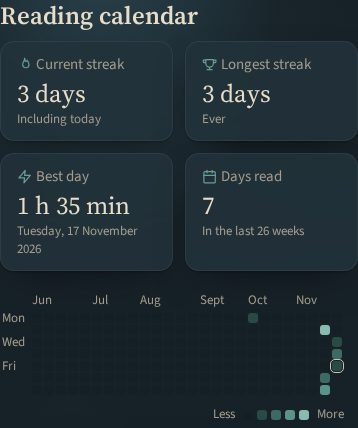 Reading calendar
Current streak
3 days
Including today
Longest streak
3 days
Ever
Best day
1 h 35 min
Tuesday, 17 November
2026
Days read
7
In the last 26 weeks
Jun Jul Aug Sept Oct Nov
Mon
Wed
Fri
Less More